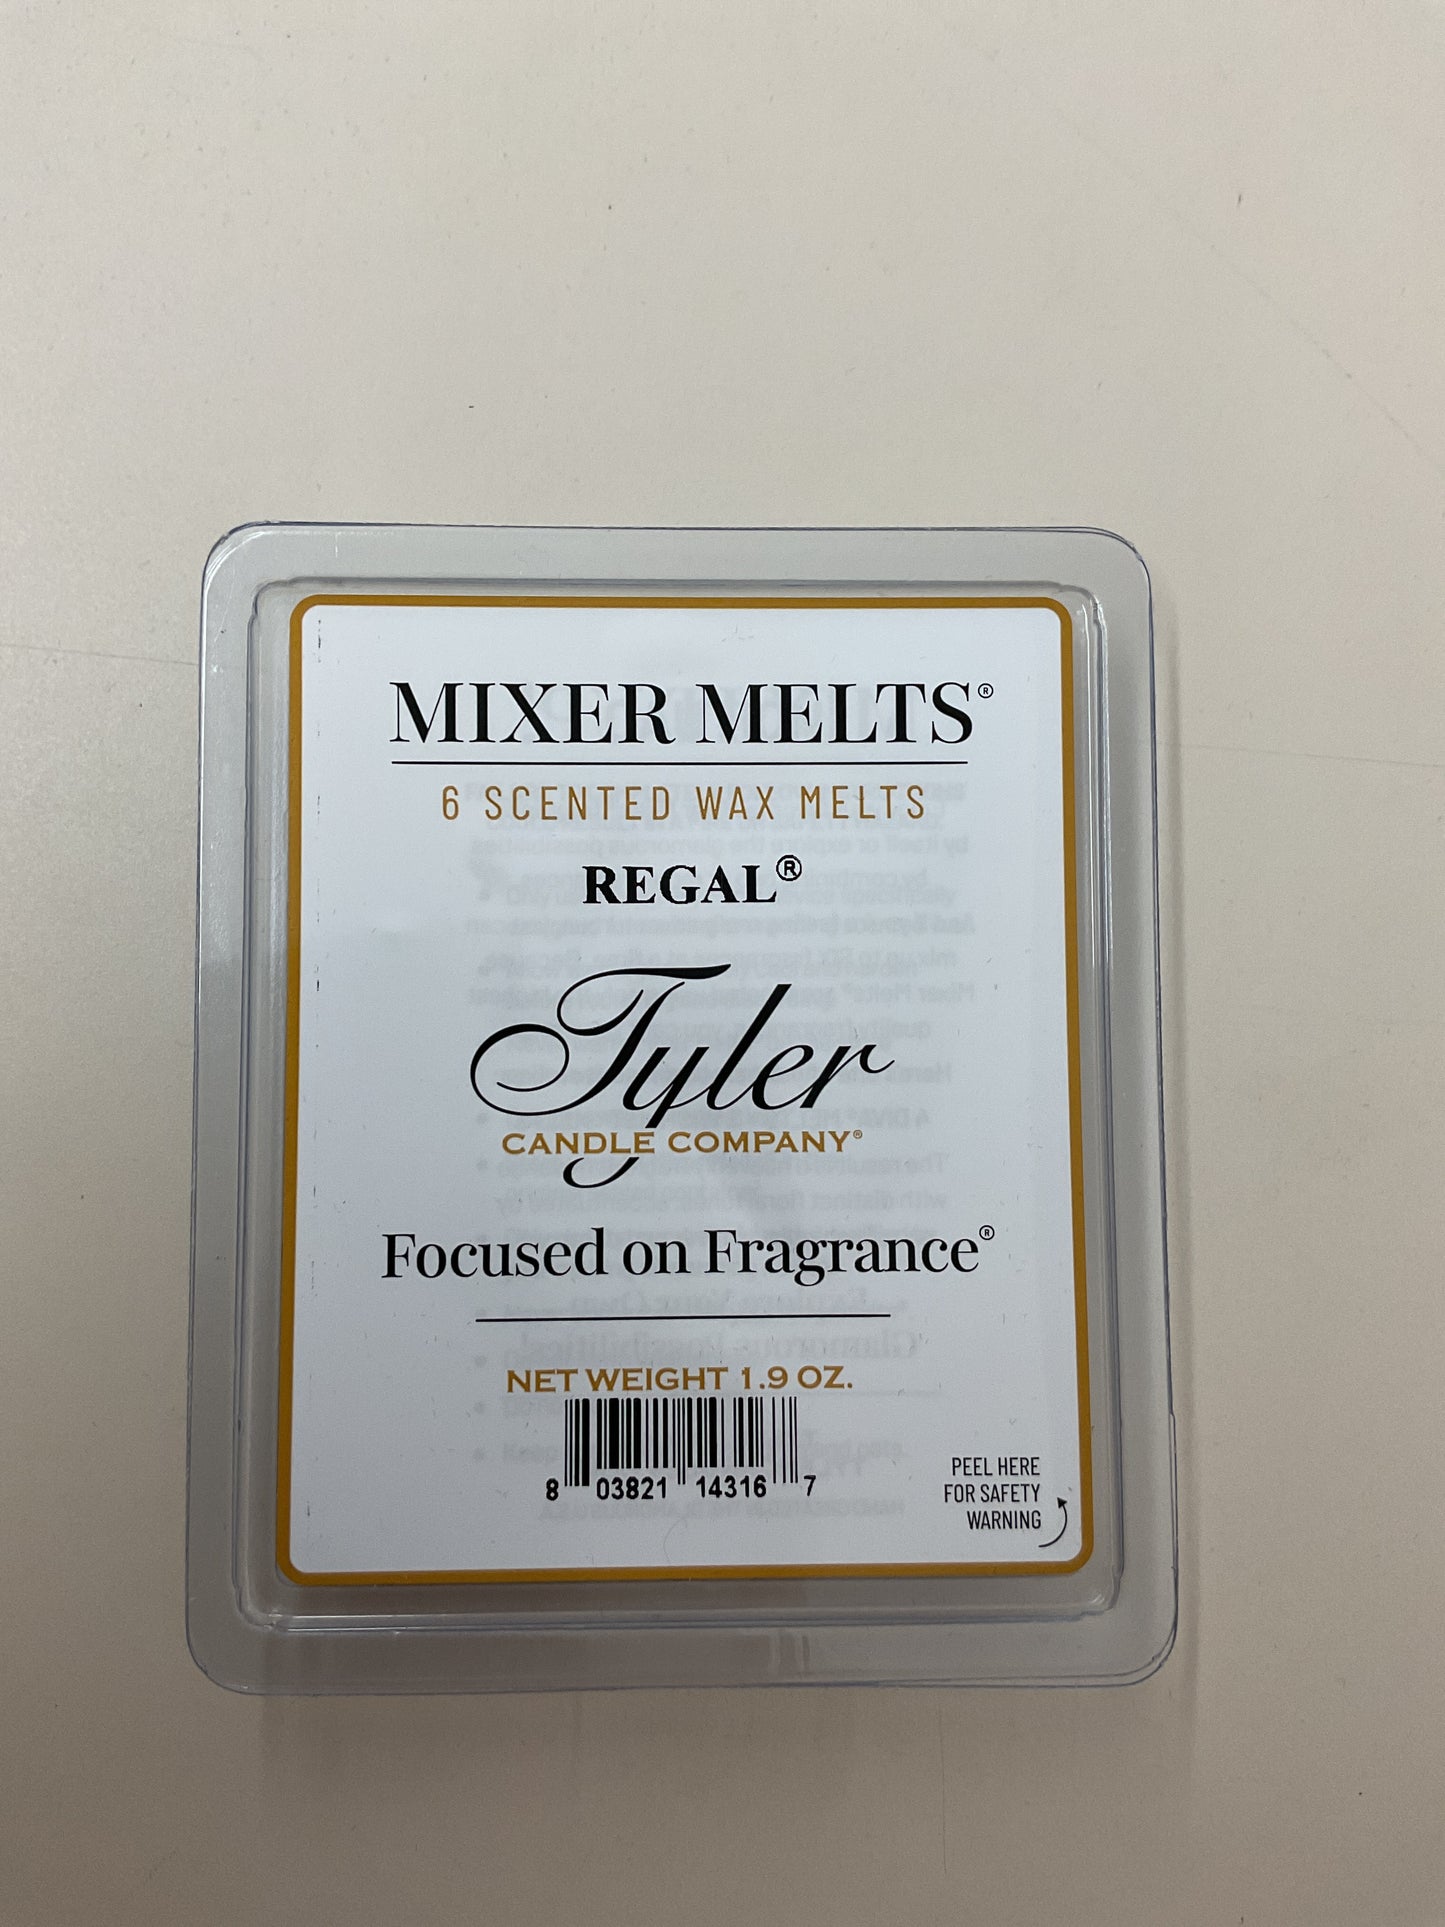 MIXER MELTS®
6 SCENTED WAX MELTS
REGAL®
Tyler
CANDLE COMPANY®
Focused on Fragrance®
NET WEIGHT 1.9 OZ.
8 03821 14316 7
PEEL HERE
FOR SAFETY
WARNING